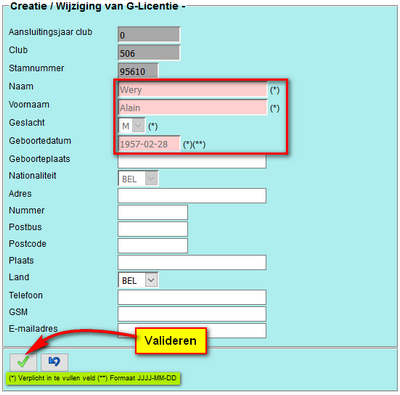 Creatie / Wijziging van G-Licentie -
Aansluitingsjaar club 0
Club 506
Stamnummer 95610
Naam Wery (*)
Voornaam Alain (*)
Geslacht M (*)
Geboortedatum 1957-02-28 (*)(**)
Geborteplaats
Nationaliteit BEL
Adres
Nummer
Postbus
Postcode
Plaats
Land BEL
Telefoon
GSM
E-mailadres
Valideren
(*) Verplicht in te vullen veld (**) Formaat JJJJ-MM-DD